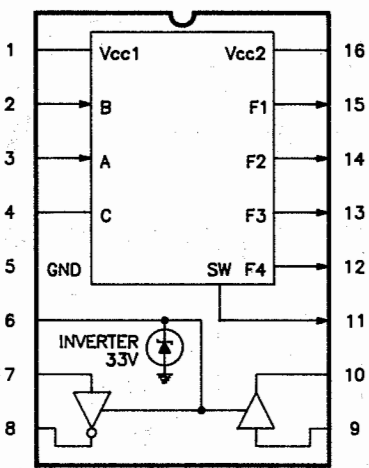 1 Vcc1 Vcc2 16
2 B F1 15
3 A F2 14
4 C F3 13
5 GND SW F4 12
6 11
INVERTER
33V
7 10
8 9